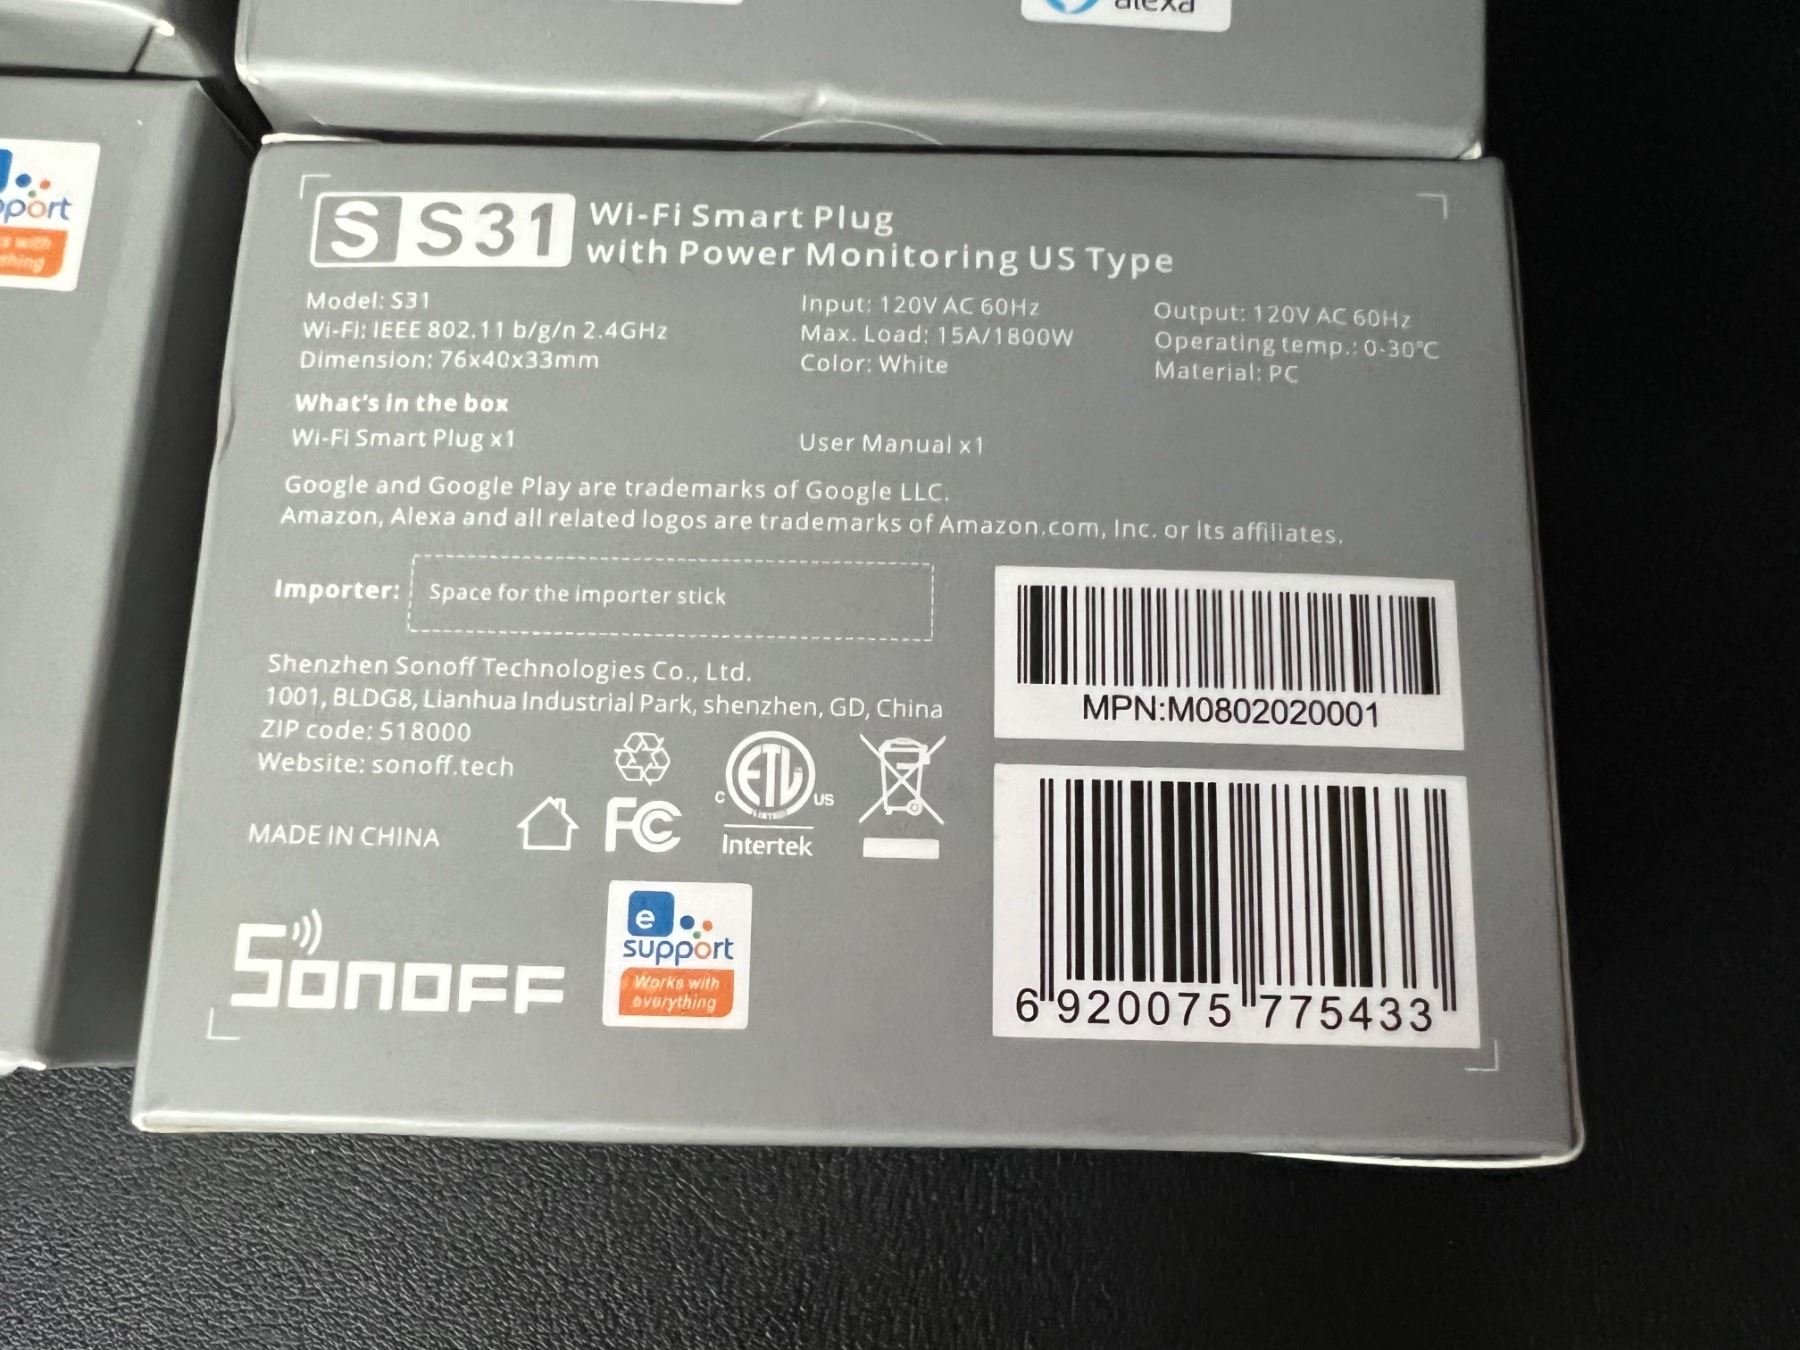 alexa
support
S S31
Wi-Fi Smart Plug
with Power Monitoring US Type
Model: S31
Wi-Fi: IEEE 802.11 b/g/n 2.4GHz
Dimension: 76x40x33mm
Input: 120V AC 60Hz
Max. Load: 15A/1800W
Color: White
Output: 120V AC 60Hz
Operating temp.: 0-30℃
Material: PC
What's in the box
Wi-Fi Smart Plug x1
User Manual x1
Google and Google Play are trademarks of Google LLC.
Amazon, Alexa and all related logos are trademarks of Amazon.com, Inc. or its affiliates.
Importer: Space for the importer stick
Shenzhen Sonoff Technologies Co., Ltd.
1001, BLDG8, Lianhua Industrial Park, shenzhen, GD, China
ZIP code: 518000
Website: sonoff.tech
MADE IN CHINA
FC
C ETL US
LISTED
Intertek
SONOFF
e
support
Works with
everything
MPN:M0802020001
6 920075 775433